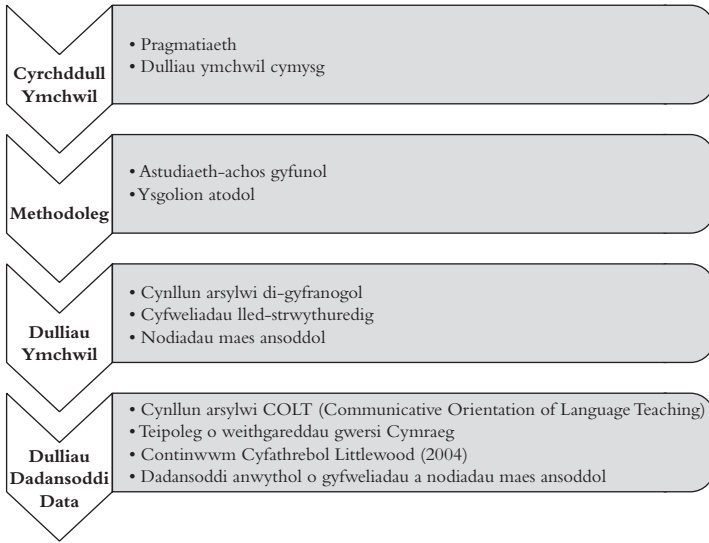 Cyrchddull
Ymchwil
• Pragmatiaeth
• Dulliau ymchwil cymysg
Methodoleg
• Astudiaeth-achos gyfunol
• Ysgolion atodol
Dulliau
Ymchwil
• Cynllun arsylwi di-gyfranogol
• Cyfweliadau lled-strwythuredig
• Nodiadau maes ansoddol
Dulliau
Dadansoddi
Data
• Cynllun arsylwi COLT (Communicative Orientation of Language Teaching)
• Teipoleg o weithgareddau gwersi Cymraeg
• Continwwm Cyfathrebol Littlewood (2004)
• Dadansoddi anwythol o gyfweliadau a nodiadau maes ansoddol